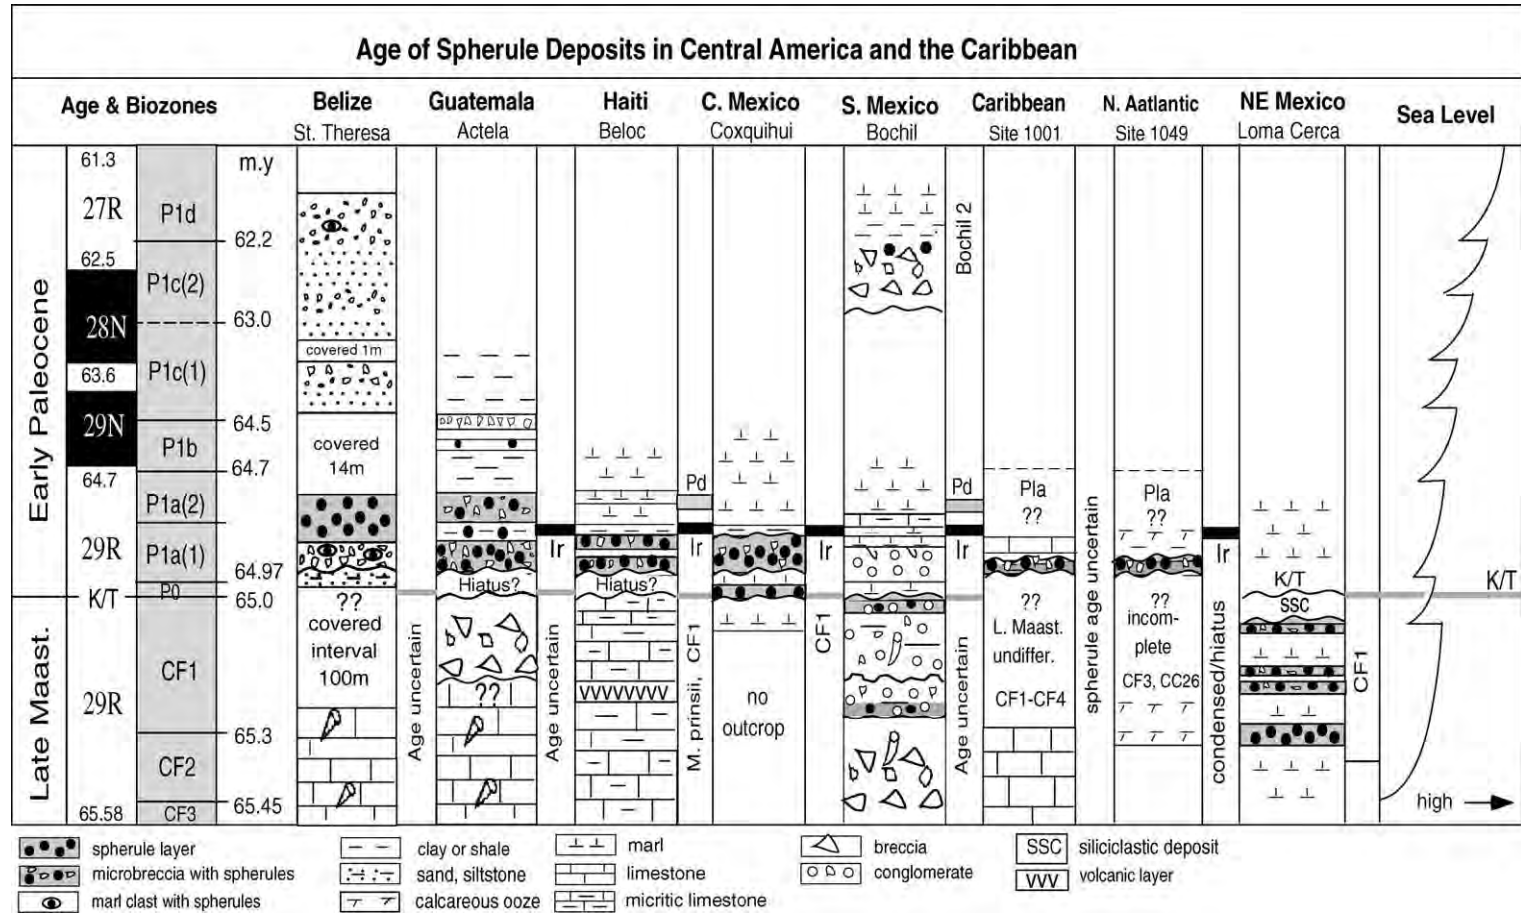 Age of Spherule Deposits in Central America and the Caribbean
Age & Biozones
Belize
St. Theresa
Guatemala
Actela
Haiti
Beloc
C. Mexico
Coxquihui
S. Mexico
Bochil
Caribbean
Site 1001
N. Aatlantic
Site 1049
NE Mexico
Loma Cerca
Sea Level
Early Paleocene
Late Maast.
61.3
27R
62.5
28N
63.6
29N
64.7
29R
29R
65.58
P1d
P1c(2)
P1c(1)
P1b
P1a(2)
P1a(1)
P0
CF1
CF2
CF3
m.y
62.2
63.0
64.5
64.7
64.97
K/T
65.0
65.3
65.45
covered 1m
covered
14m
??
covered
interval
100m
Age uncertain
Hiatus?
??
Ir
Age uncertain
Hiatus?
Pd
Ir
M. prinsii, CF1
no
outcrop
Ir
CF1
Bochil 2
Pd
Ir
Age uncertain
Pla
??
??
L. Maast.
undiffer.
CF1-CF4
spherule age uncertain
Pla
??
??
incom-
plete
CF3, CC26
Ir
condensed/hiatus
K/T
SSC
CF1
K/T
high
spherule layer
microbreccia with spherules
marl clast with spherules
clay or shale
sand, siltstone
calcareous ooze
marl
limestone
micritic limestone
breccia
conglomerate
SSC
siliciclastic deposit
VVV
volcanic layer